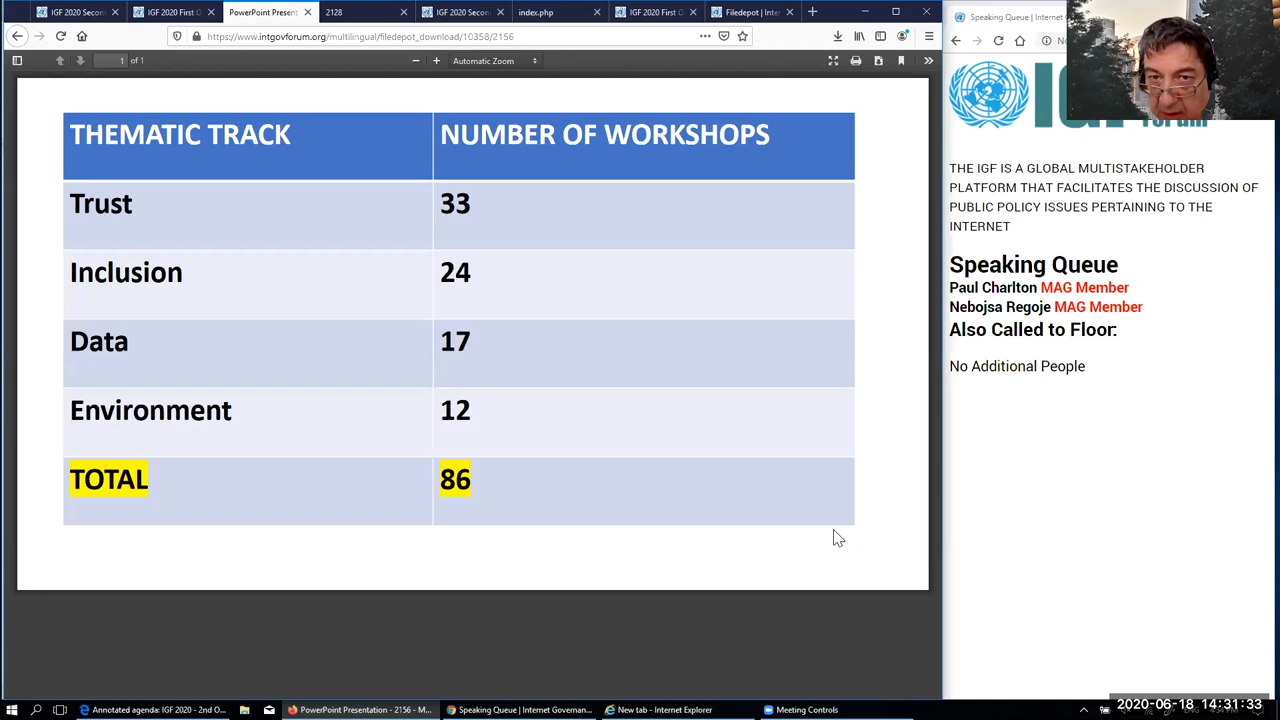 IGF 2020 Secon
IGF 2020 First O
PowerPoint Present
2128
IGF 2020 Second
index.php
IGF 2020 First O
Filedepot | Inter
Speaking Queue | Internet
https://www.intgovforum.org/multilingual/filedepot_download/10358/2156
1 of 1
Automatic Zoom
THEMATIC TRACK NUMBER OF WORKSHOPS
Trust 33
Inclusion 24
Data 17
Environment 12
TOTAL 86
THE IGF IS A GLOBAL MULTISTAKEHOLDER
PLATFORM THAT FACILITATES THE DISCUSSION OF
PUBLIC POLICY ISSUES PERTAINING TO THE
INTERNET
Speaking Queue
Paul Charlton MAG Member
Nebojsa Regoje MAG Member
Also Called to Floor:
No Additional People
Annotated agenda: IGF 2020 - 2nd O...
PowerPoint Presentation - 2156 - M...
Speaking Queue | Internet Governan...
New tab - Internet Explorer
Meeting Controls
2020-06-18 14:31:33